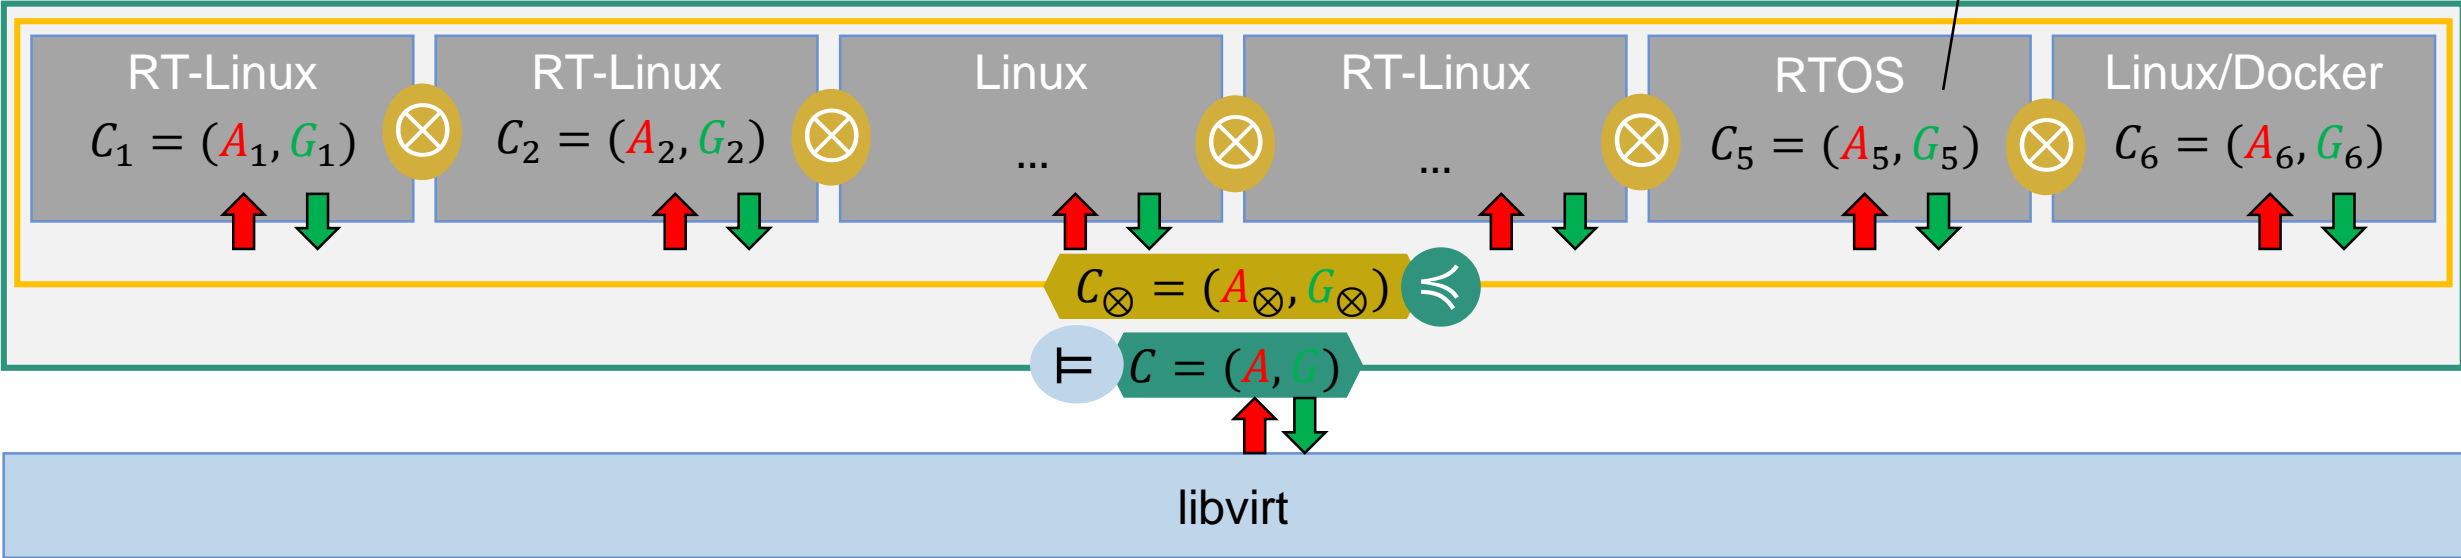 RT-Linux
C₁ = (A₁, G₁)
⊗
RT-Linux
C₂ = (A₂, G₂)
⊗
Linux
...
⊗
RT-Linux
...
⊗
RTOS
C₅ = (A₅, G₅)
⊗
Linux/Docker
C₆ = (A₆, G₆)
C⊗ = (A⊗, G⊗) ≼
⊨ C = (A, G)
libvirt